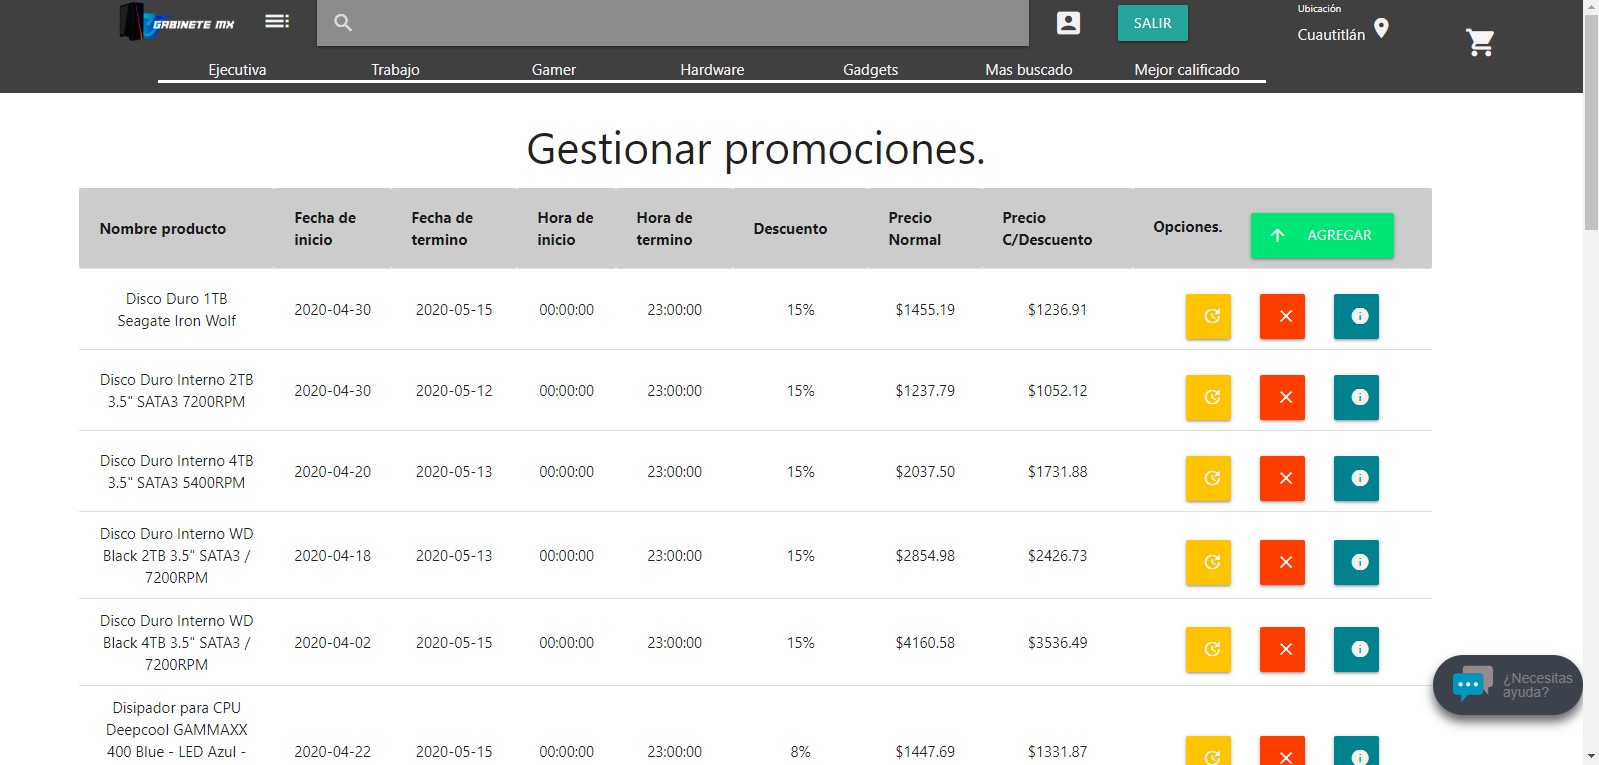 GABINETE MX
SALIR
Ubicación
Cuautitlán
Ejecutiva Trabajo Gamer Hardware Gadgets Mas buscado Mejor calificado
Gestionar promociones.
Nombre producto
Fecha de
inicio
Fecha de
termino
Hora de
inicio
Hora de
termino
Descuento
Precio
Normal
Precio
C/Descuento
Opciones.
AGREGAR
Disco Duro 1TB
Seagate Iron Wolf
2020-04-30 2020-05-15 00:00:00 23:00:00 15% $1455.19 $1236.91
Disco Duro Interno 2TB
3.5" SATA3 7200RPM
2020-04-30 2020-05-12 00:00:00 23:00:00 15% $1237.79 $1052.12
Disco Duro Interno 4TB
3.5" SATA3 5400RPM
2020-04-20 2020-05-13 00:00:00 23:00:00 15% $2037.50 $1731.88
Disco Duro Interno WD
Black 2TB 3.5" SATA3 /
7200RPM
2020-04-18 2020-05-13 00:00:00 23:00:00 15% $2854.98 $2426.73
Disco Duro Interno WD
Black 4TB 3.5" SATA3 /
7200RPM
2020-04-02 2020-05-15 00:00:00 23:00:00 15% $4160.58 $3536.49
Disipador para CPU
Deepcool GAMMAXX
400 Blue - LED Azul -
2020-04-22 2020-05-15 00:00:00 23:00:00 8% $1447.69 $1331.87
¿Necesitas
ayuda?